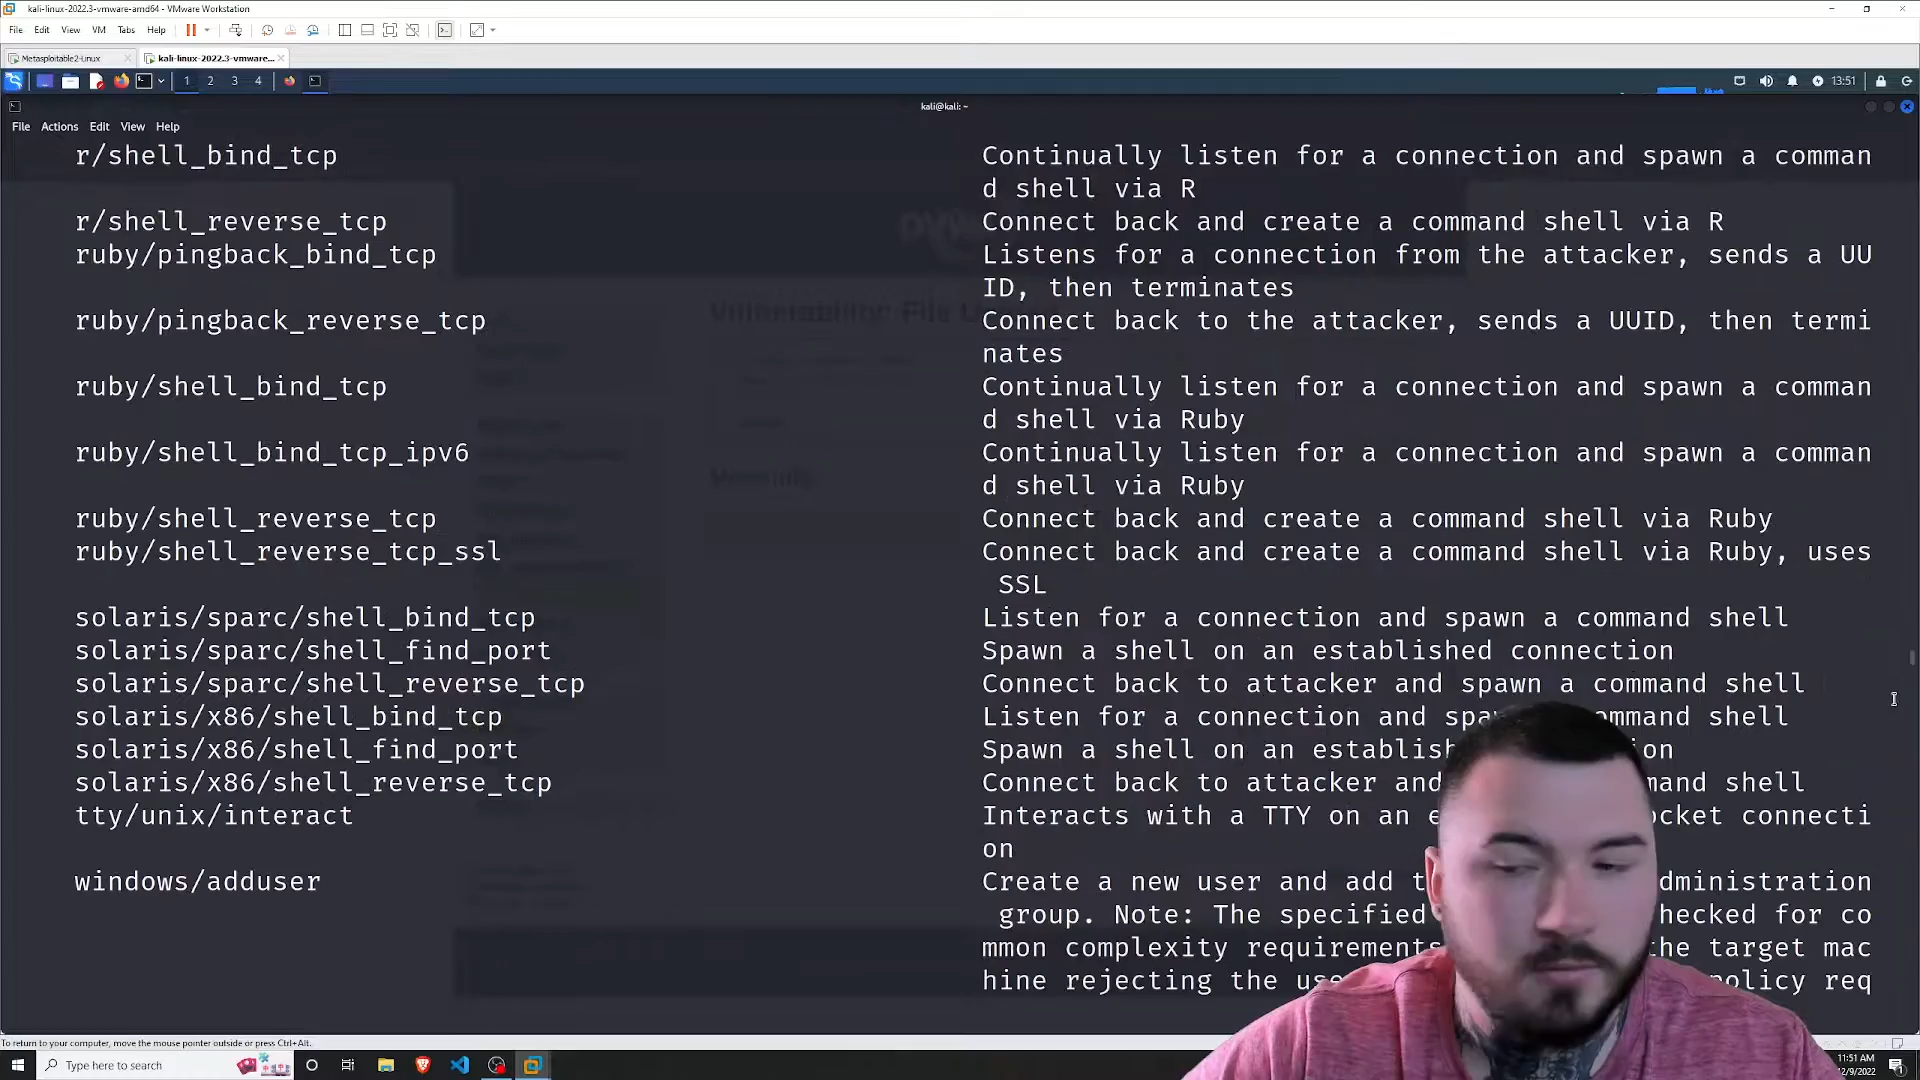 kali-linux-2022.3-vmware-amd64 - VMware Workstation
File Edit View VM Tabs Help
Metasploitable2-Linux
kali-linux-2022.3-vmware...
1 2 3 4
13:51
kali@kali: ~
File Actions Edit View Help
r/shell_bind_tcp Continually listen for a connection and spawn a comman
d shell via R
r/shell_reverse_tcp Connect back and create a command shell via R
ruby/pingback_bind_tcp Listens for a connection from the attacker, sends a UU
ID, then terminates
ruby/pingback_reverse_tcp Connect back to the attacker, sends a UUID, then termi
nates
ruby/shell_bind_tcp Continually listen for a connection and spawn a comman
d shell via Ruby
ruby/shell_bind_tcp_ipv6 Continually listen for a connection and spawn a comman
d shell via Ruby
ruby/shell_reverse_tcp Connect back and create a command shell via Ruby
ruby/shell_reverse_tcp_ssl Connect back and create a command shell via Ruby, uses
SSL
solaris/sparc/shell_bind_tcp Listen for a connection and spawn a command shell
solaris/sparc/shell_find_port Spawn a shell on an established connection
solaris/sparc/shell_reverse_tcp Connect back to attacker and spawn a command shell
solaris/x86/shell_bind_tcp Listen for a connection and spa mmand shell
solaris/x86/shell_find_port Spawn a shell on an establis ion
solaris/x86/shell_reverse_tcp Connect back to attacker and mand shell
tty/unix/interact Interacts with a TTY on an e ocket connecti
on
windows/adduser Create a new user and add t dministration
group. Note: The specified hecked for co
mmon complexity requirements the target mac
hine rejecting the use policy req
To return to your computer, move the mouse pointer outside or press Ctrl+Alt.
Type here to search
11:51 AM
12/9/2022